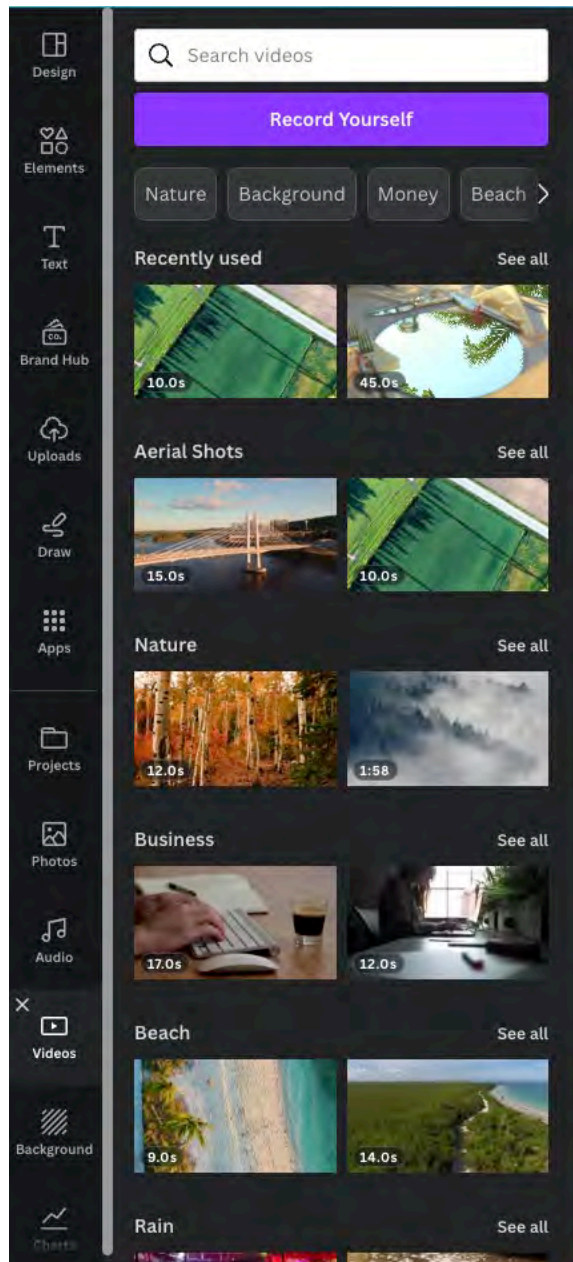 Design
Elements
Text
CO.
Brand Hub
Uploads
Draw
Apps
Projects
Photos
Audio
Videos
Background
Charts
Search videos
Record Yourself
Nature Background Money Beach
Recently used See all
10.0s 45.0s
Aerial Shots See all
15.0s 10.0s
Nature See all
12.0s 1:58
Business See all
17.0s 12.0s
Beach See all
9.0s 14.0s
Rain See all